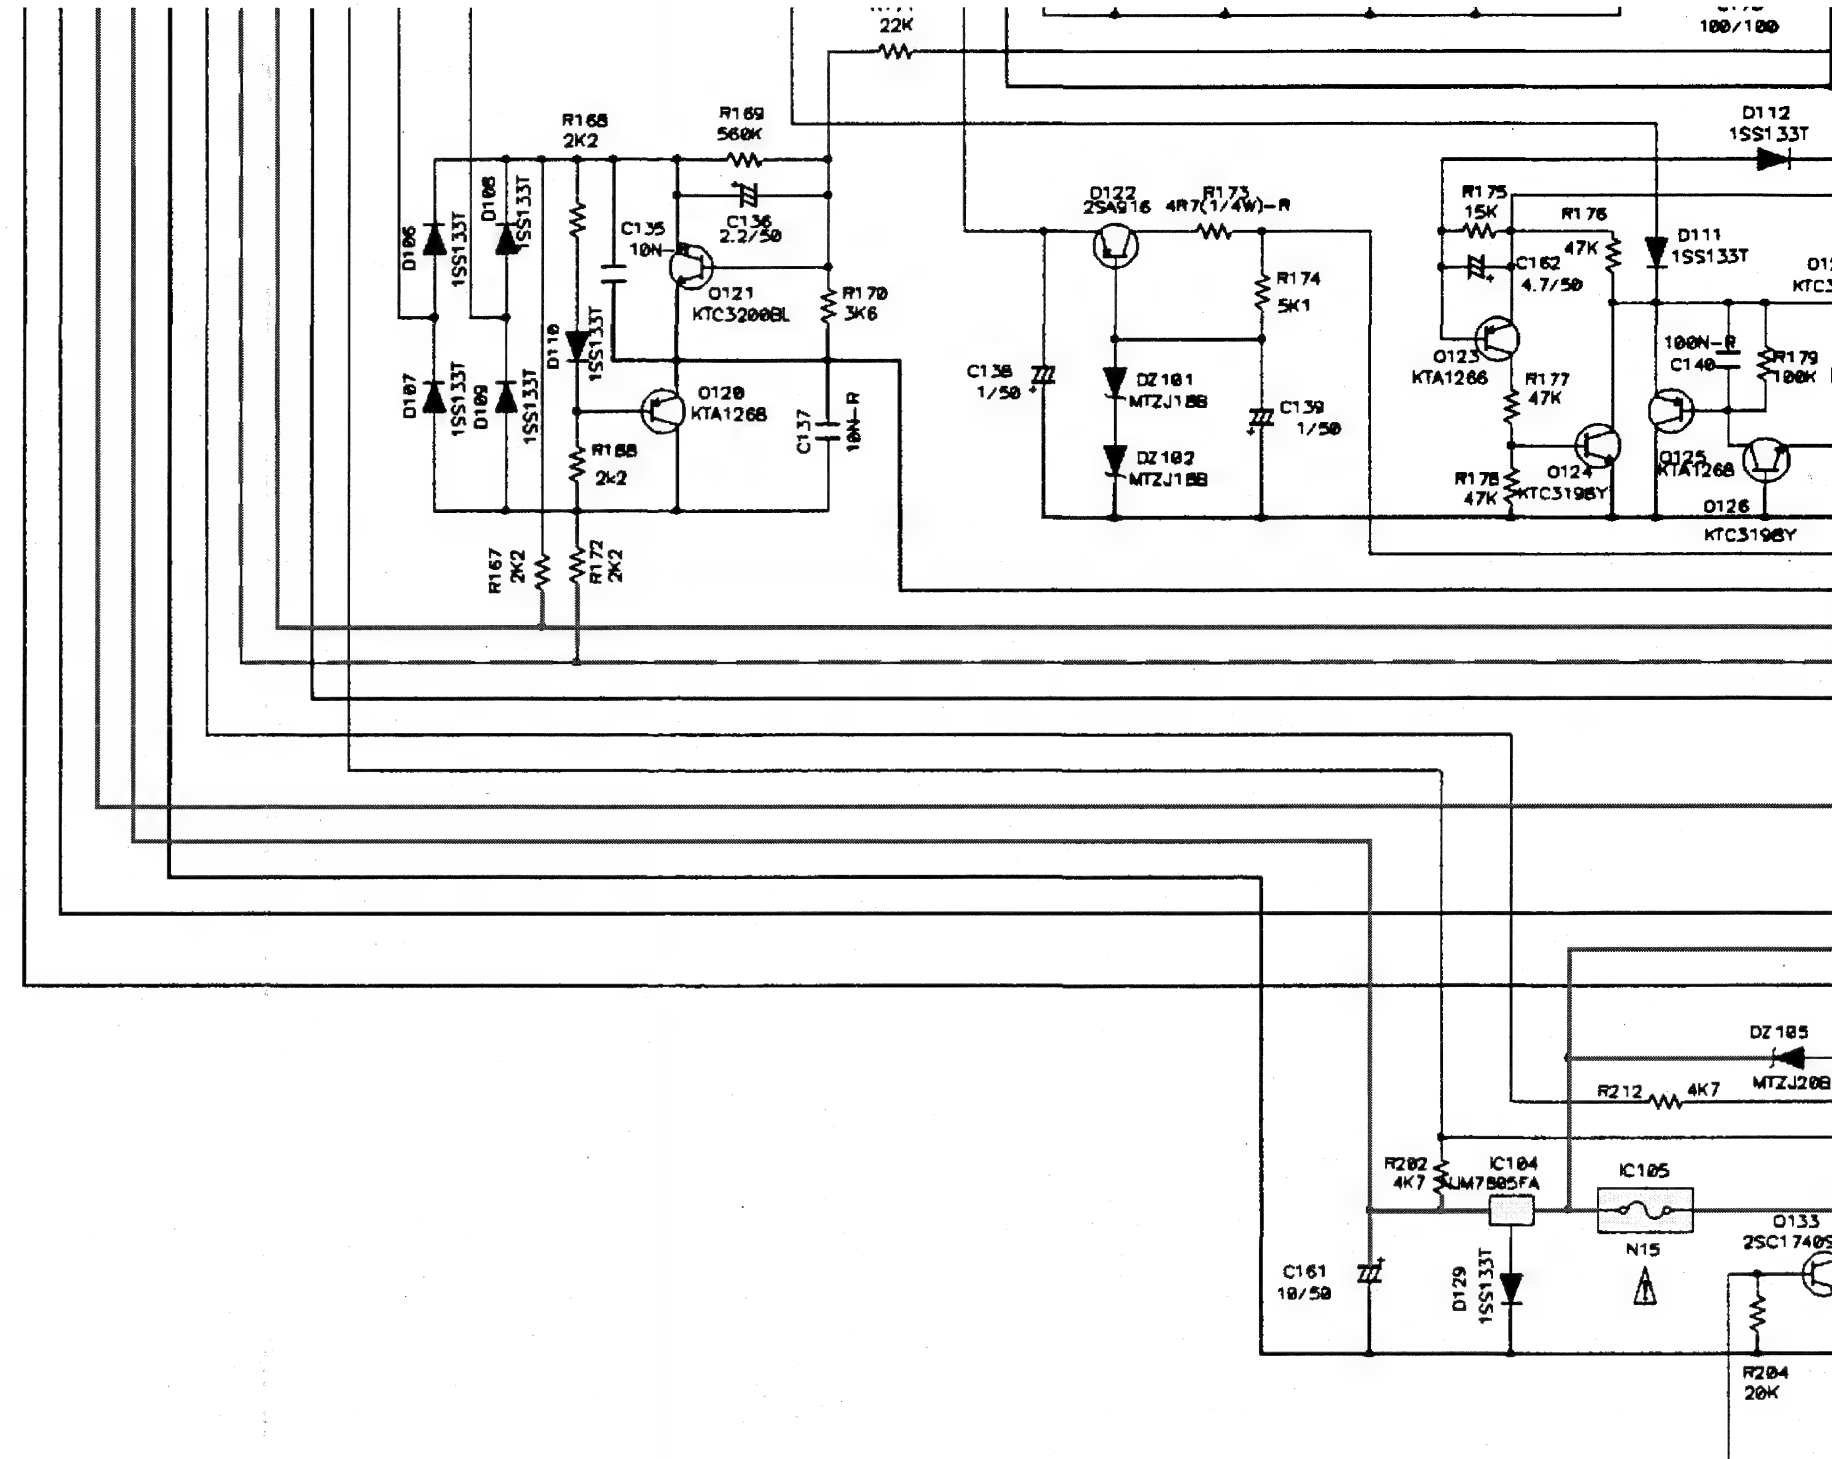 22K
100/100
R168
2K2
R169
560K
D112
1SS133T
D108
1SS133T
D106
1SS133T
C135
10N-R
C136
2.2/50
Q122
2SA916
R173
4R7(1/4W)-R
R175
15K
R176
47K
D111
1SS133T
C162
4.7/50
KTC3
Q121
KTC3200BL
R170
3K6
R174
5K1
D110
1SS133T
100N-R
C140
R179
100K
Q123
KTA1266
R177
47K
C138
1/50
DZ101
MTZJ18B
C139
1/50
D107
1SS133T
D109
1SS133T
Q120
KTA1268
C137
10N-R
R188
2k2
DZ102
MTZJ18B
R178
47K
Q124
KTC3198Y
Q125
KTA1268
Q126
KTC3198Y
R167
2K2
R172
2K2
DZ105
MTZJ20B
R212
4K7
R202
4K7
IC104
NJM7805FA
IC105
N15
Q133
2SC1740S
C161
10/50
D129
1SS133T
R204
20K